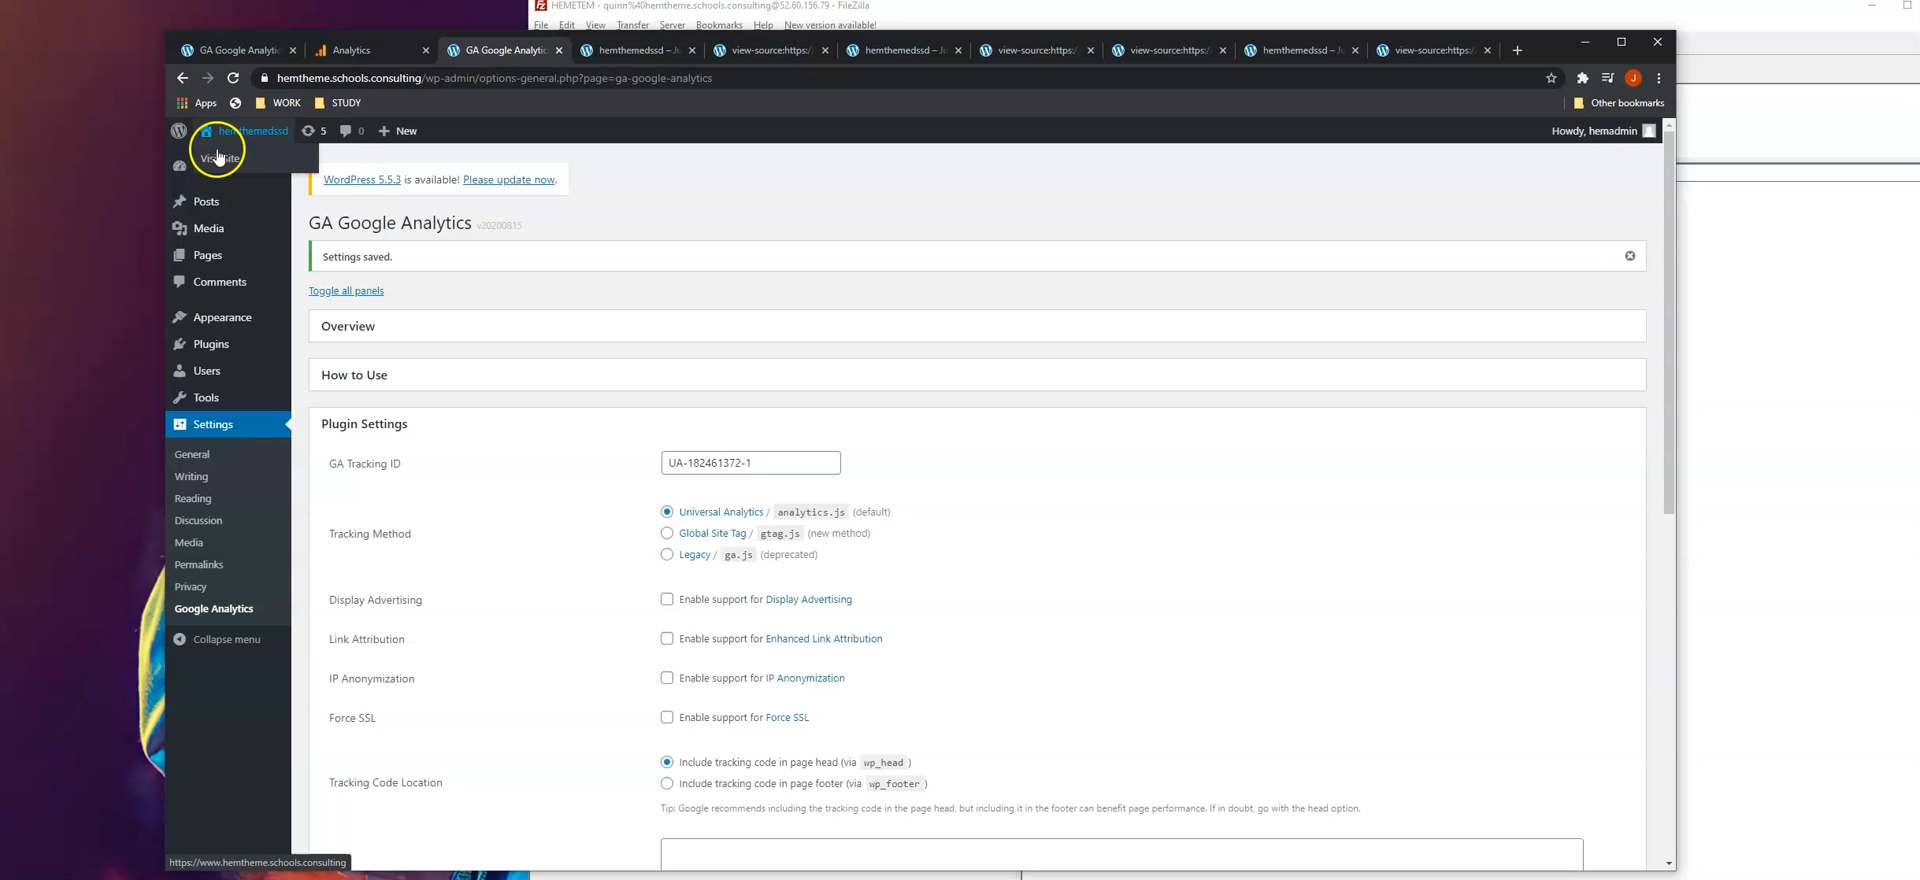 HEMETEM - quinn%40hemtheme.schools.consulting@52.60.156.79 - FileZilla
File Edit View Transfer Server Bookmarks Help New version available!
GA Google Analytic
Analytics
GA Google Analytic
hemthemedssd – Ju
view-source:https:/
hemthemedssd – Ju
view-source:https:/
view-source:https:/
hemthemedssd – Ju
view-source:https:/
hemtheme.schools.consulting/wp-admin/options-general.php?page=ga-google-analytics
J
Apps WORK STUDY Other bookmarks
hemthemedssd 5 0 New Howdy, hemadmin
Visit Site
WordPress 5.5.3 is available! Please update now.
Posts
Media
Pages
Comments
Appearance
Plugins
Users
Tools
Settings
General
Writing
Reading
Discussion
Media
Permalinks
Privacy
Google Analytics
Collapse menu
GA Google Analytics v20200815
Settings saved.
Toggle all panels
Overview
How to Use
Plugin Settings
GA Tracking ID UA-182461372-1
Tracking Method
Universal Analytics / analytics.js (default)
Global Site Tag / gtag.js (new method)
Legacy / ga.js (deprecated)
Display Advertising Enable support for Display Advertising
Link Attribution Enable support for Enhanced Link Attribution
IP Anonymization Enable support for IP Anonymization
Force SSL Enable support for Force SSL
Tracking Code Location
Include tracking code in page head (via wp_head )
Include tracking code in page footer (via wp_footer )
Tip: Google recommends including the tracking code in the page head, but including it in the footer can benefit page performance. If in doubt, go with the head option.
https://www.hemtheme.schools.consulting